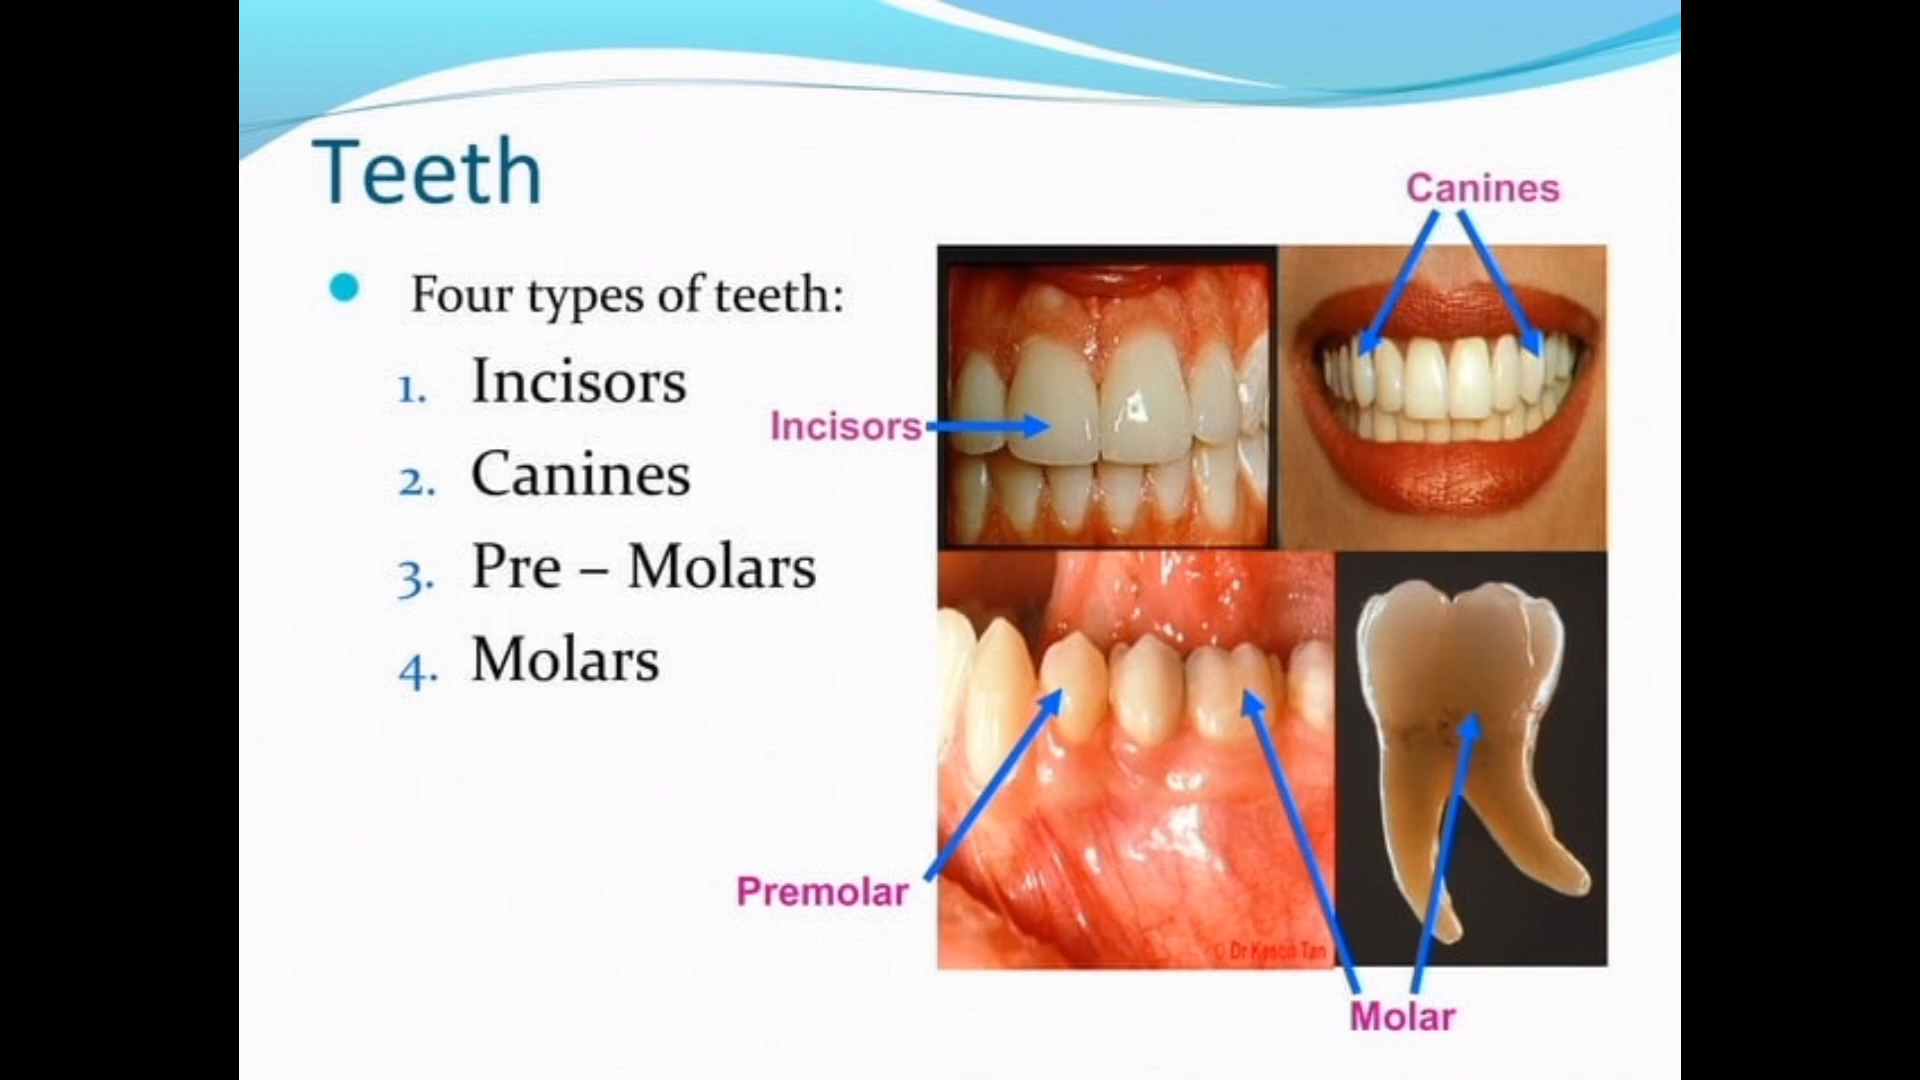 Teeth
Four types of teeth:
1. Incisors
2. Canines
3. Pre – Molars
4. Molars
Canines
Incisors
Premolar
Molar
© Dr Tan